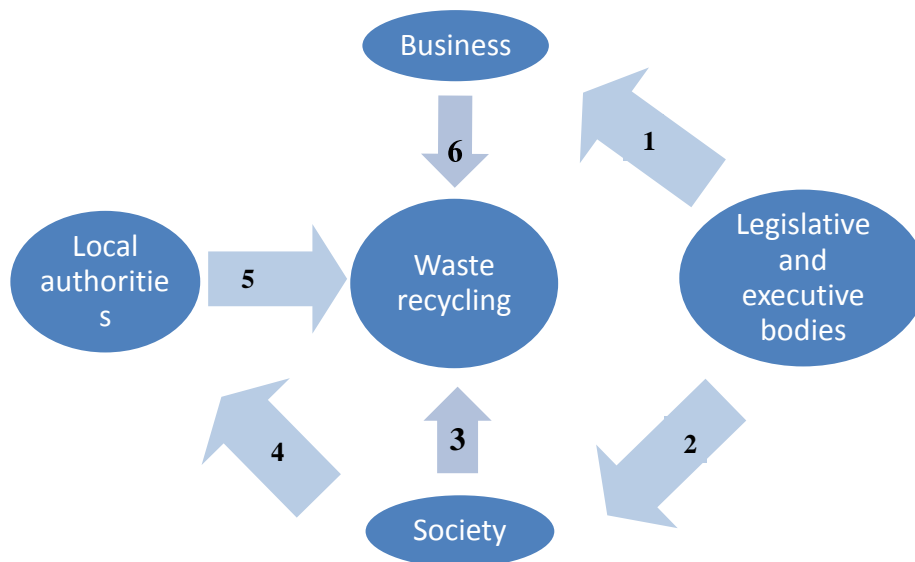 Business
1
6
Local
authoritie
s
5
Waste
recycling
Legislative
and
executive
bodies
4
3
2
Society